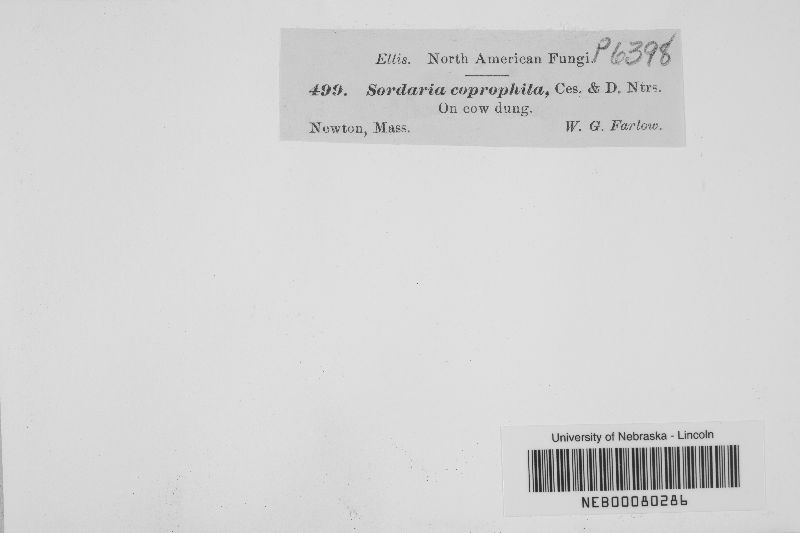 Ellis. North American Fungi. P6398
499. Sordaria coprophila, Ces. & D. Ntrs.
On cow dung.
Newton, Mass. W. G. Farlow.
University of Nebraska - Lincoln
NEB00080286